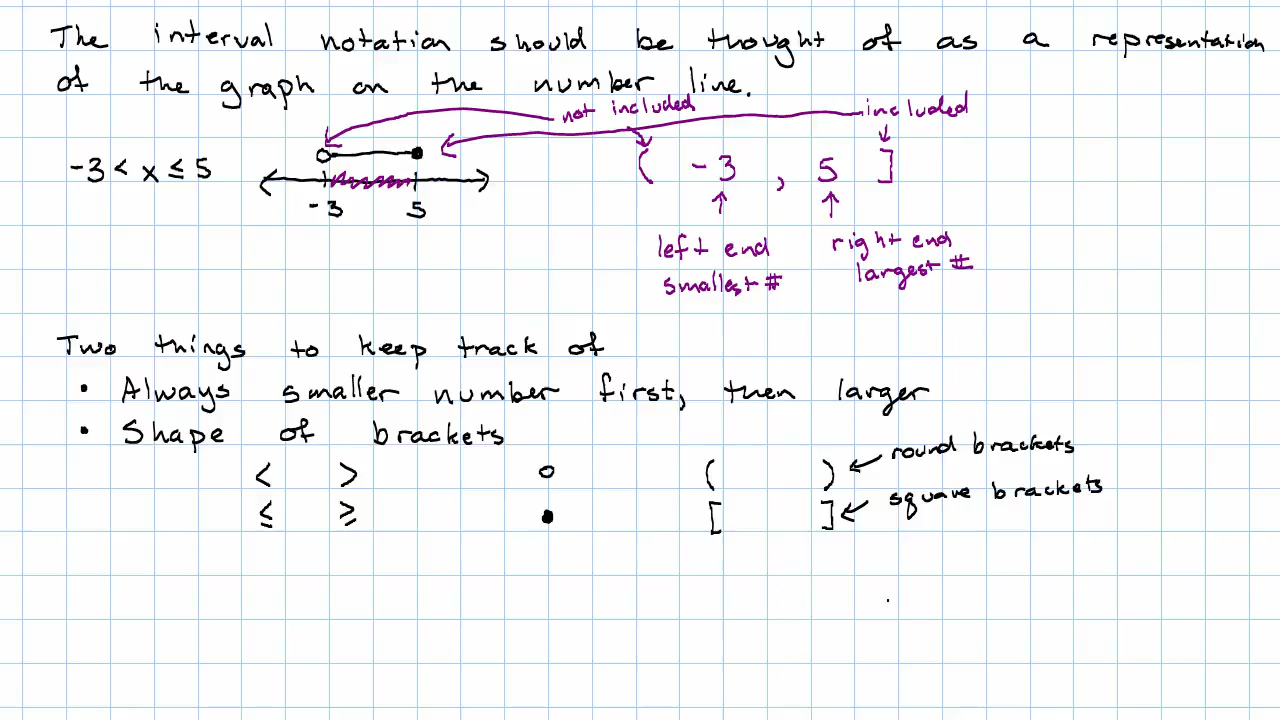 The interval notation should be thought of as a representation
of the graph on the number line.
not included included
-3 < x ≤ 5 ( -3 , 5 ]
-3 5
left end right end
smallest # largest #
Two things to keep track of
• Always smaller number first, then larger
• Shape of brackets
< > ○ ( ) round brackets
≤ ≥ ● [ ] square brackets